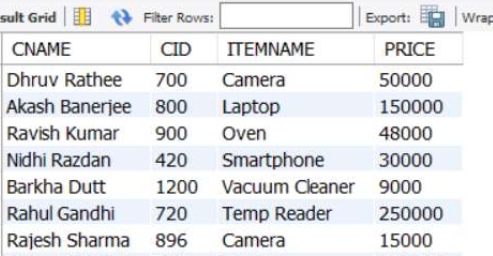 sult Grid Filter Rows: Export: Wrap
CNAME CID ITEMNAME PRICE
Dhruv Rathee 700 Camera 50000
Akash Banerjee 800 Laptop 150000
Ravish Kumar 900 Oven 48000
Nidhi Razdan 420 Smartphone 30000
Barkha Dutt 1200 Vacuum Cleaner 9000
Rahul Gandhi 720 Temp Reader 250000
Rajesh Sharma 896 Camera 15000